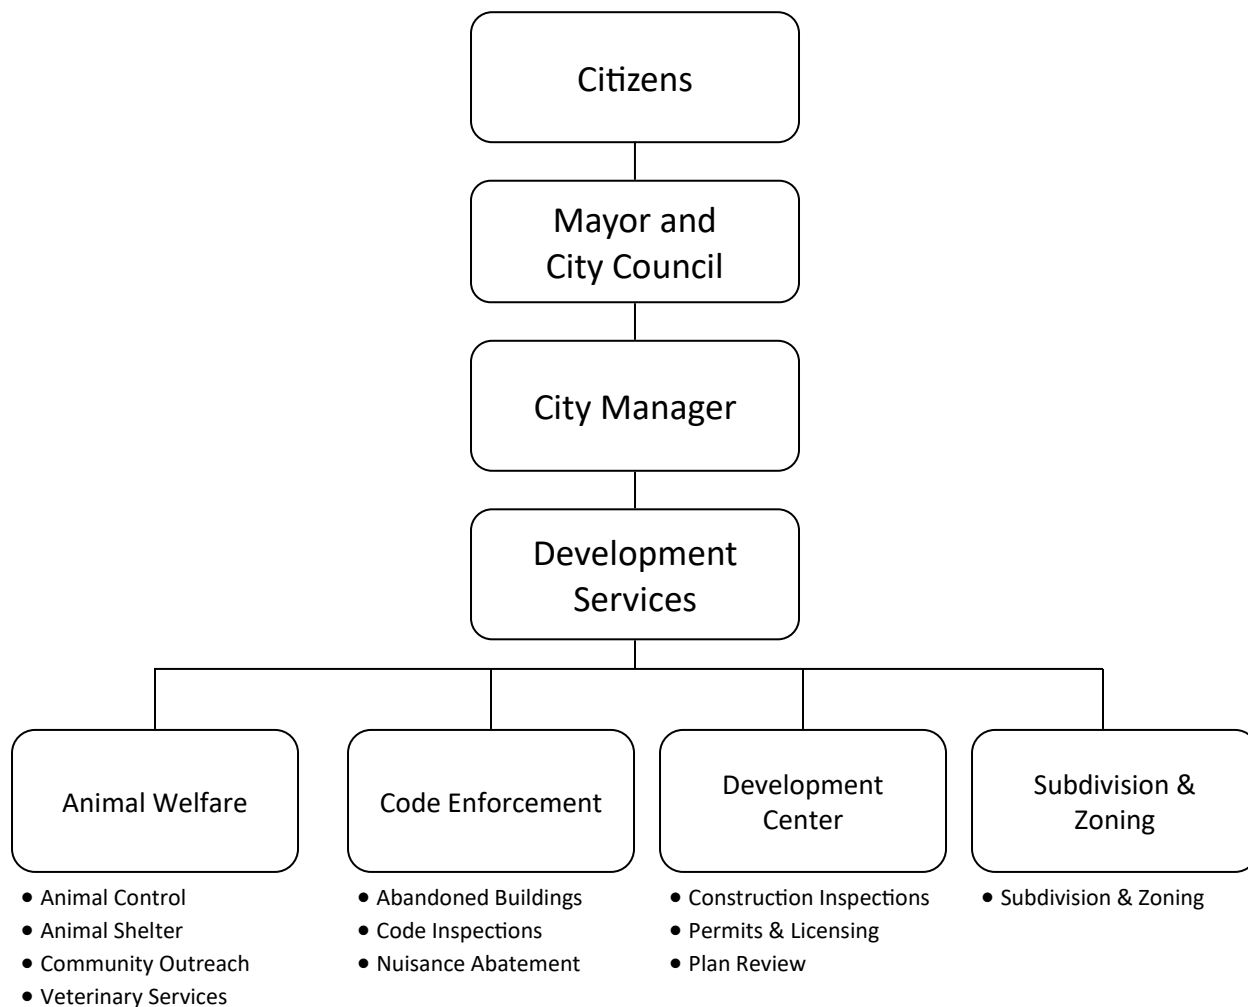 Citizens
Mayor and
City Council
City Manager
Development
Services
Animal Welfare
• Animal Control
• Animal Shelter
• Community Outreach
• Veterinary Services
Code Enforcement
• Abandoned Buildings
• Code Inspections
• Nuisance Abatement
Development
Center
• Construction Inspections
• Permits & Licensing
• Plan Review
Subdivision &
Zoning
• Subdivision & Zoning